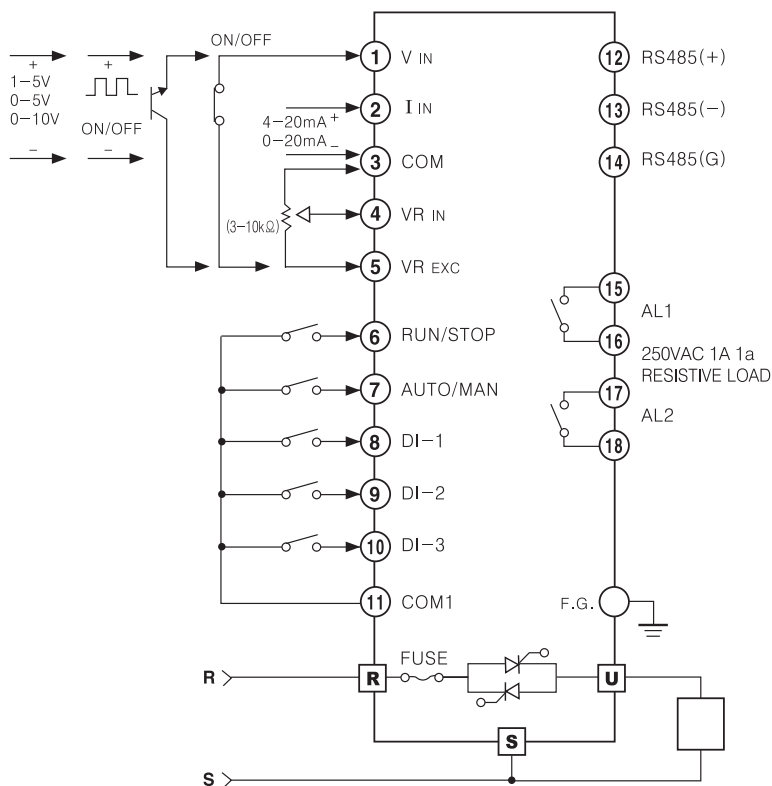 ON/OFF
+
+
1-5V
0-5V
0-10V
ON/OFF
-
-
1 V IN
2 I IN
4-20mA +
0-20mA -
3 COM
4 VR IN
(3-10kΩ)
5 VR EXC
6 RUN/STOP
7 AUTO/MAN
8 DI-1
9 DI-2
10 DI-3
11 COM1
12 RS485(+)
13 RS485(-)
14 RS485(G)
15
AL1
16
250VAC 1A 1a
RESISTIVE LOAD
17
AL2
18
F.G.
R
R
FUSE
U
S
S